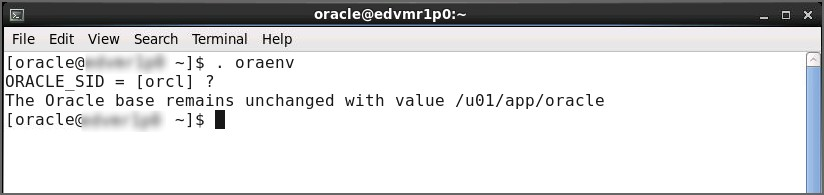 oracle@edvmr1p0:~
File Edit View Search Terminal Help
[oracle@ ~]$ . oraenv
ORACLE_SID = [orcl] ?
The Oracle base remains unchanged with value /u01/app/oracle
[oracle@ ~]$